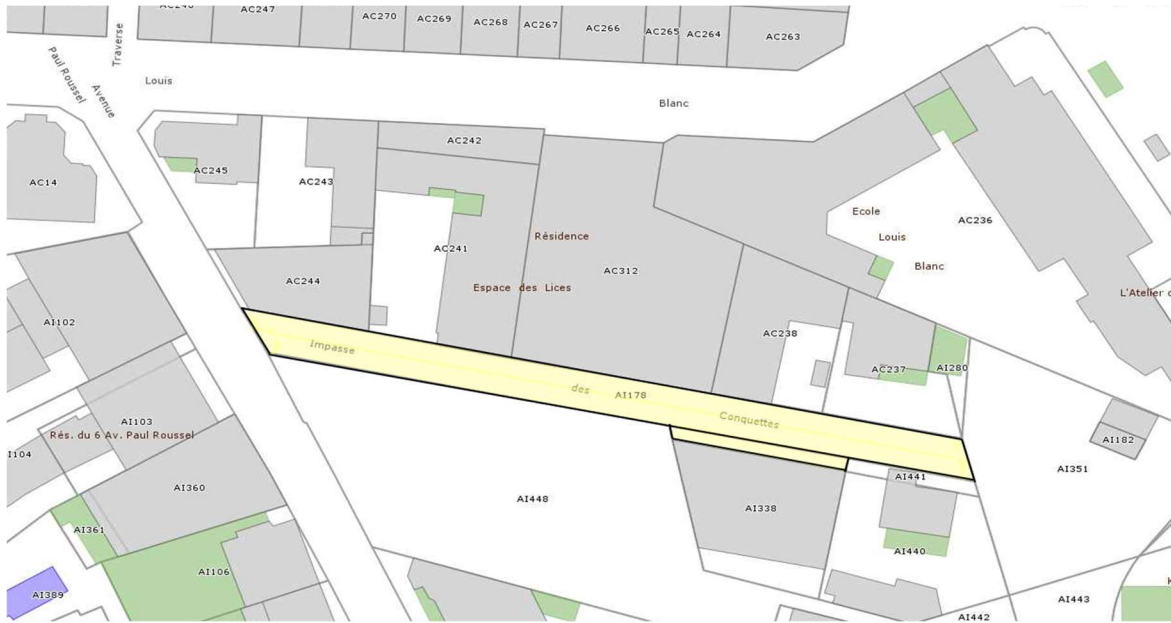 AC247
AC270
AC269
AC268
AC267
AC266
AC265
AC264
AC263
Traverse
Paul Roussel
Avenue
Louis
Blanc
AC14
AC245
AC243
AC242
AC241
AC244
Résidence
Espace des Lices
AC312
Ecole
Louis
Blanc
AC236
L'Atelier
AC238
AC237
AI280
AI102
Impasse
des
AI178
Conquettes
AI103
Rés. du 6 Av. Paul Roussel
AI360
AI361
AI106
AI389
AI448
AI338
AI441
AI440
AI182
AI351
AI442
AI443